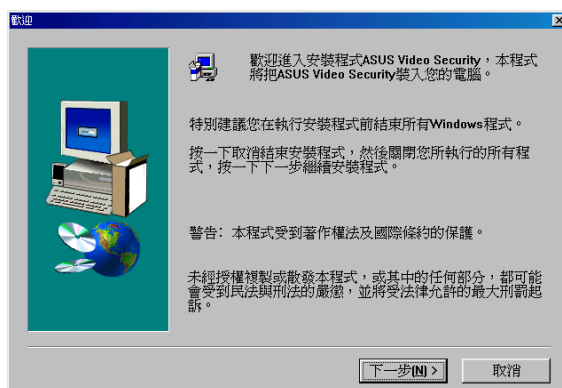 歡迎
歡迎進入安裝程式ASUS Video Security，本程式
將把ASUS Video Security裝入您的電腦。
特別建議您在執行安裝程式前結束所有Windows程式。
按一下取消結束安裝程式，然後關閉您所執行的所有程
式，按一下下一步繼續安裝程式。
警告: 本程式受到著作權法及國際條約的保護。
未經授權複製或散發本程式，或其中的任何部分，都可能
會受到民法與刑法的嚴懲，並將受法律允許的最大刑罰起
訴。
下一步(N) > 取消